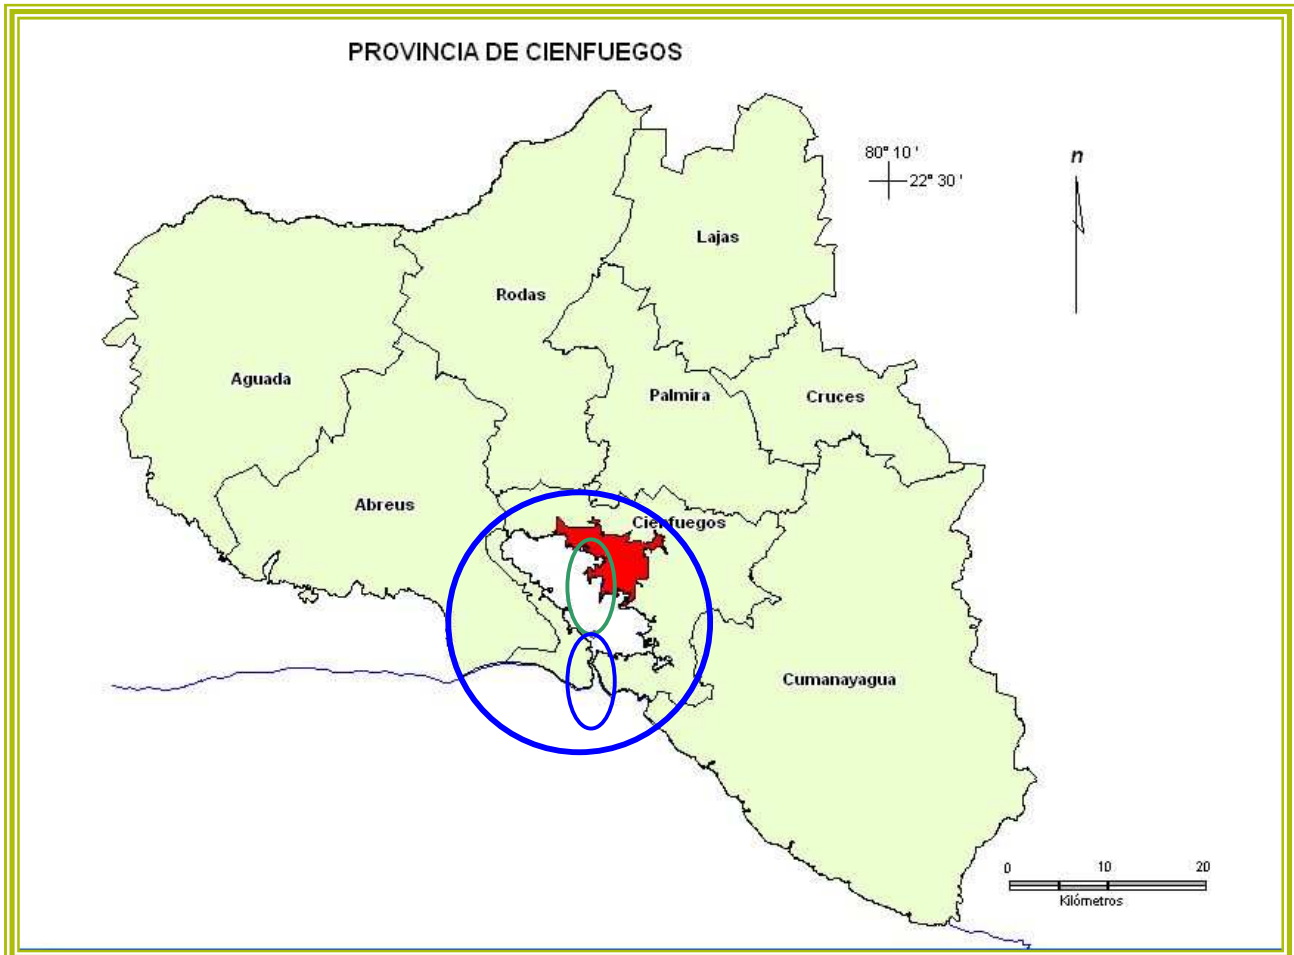 PROVINCIA DE CIENFUEGOS
80° 10 '
22° 30 '
n
Lajas
Rodas
Aguada
Palmira
Cruces
Abreus
Cienfuegos
Cumanayagua
0 10 20
Kilómetros